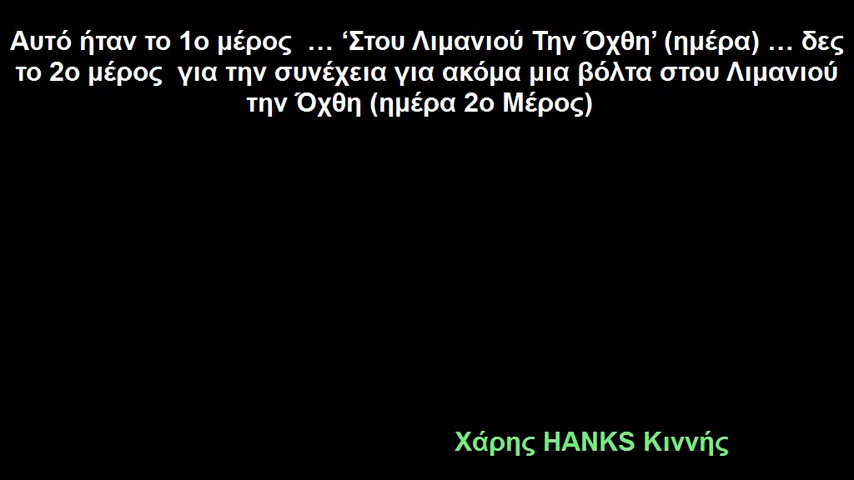 Αυτό ήταν το 1ο μέρος … ‘Στου Λιμανιού Την Όχθη’ (ημέρα) … δες
το 2ο μέρος για την συνέχεια για ακόμα μια βόλτα στου Λιμανιού
την Όχθη (ημέρα 2ο Μέρος)
Χάρης HANKS Κιννής